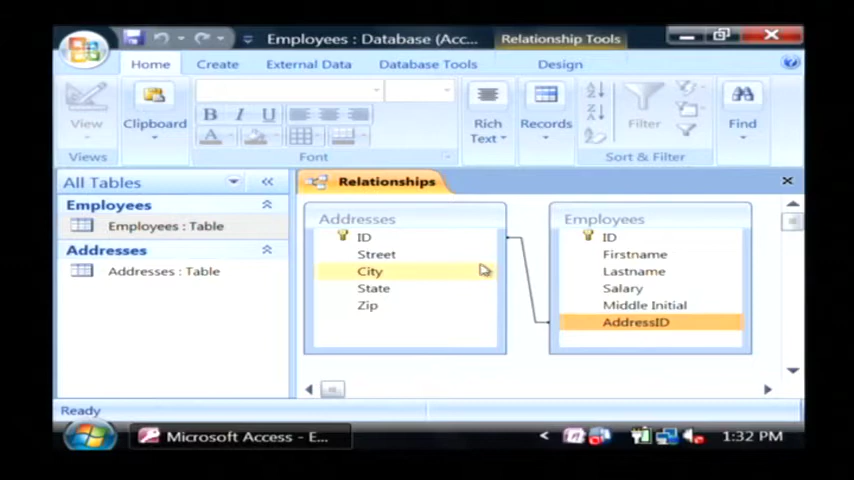 Employees : Database (Acc...
Relationship Tools
Home
Create
External Data
Database Tools
Design
View
Clipboard
B I U
A
Rich
Text
Records
Filter
Find
Views
Font
Sort & Filter
All Tables
Employees
Employees : Table
Addresses
Addresses : Table
Relationships
Addresses
ID
Street
City
State
Zip
Employees
ID
Firstname
Lastname
Salary
Middle Initial
AddressID
Ready
Microsoft Access - E...
1:32 PM